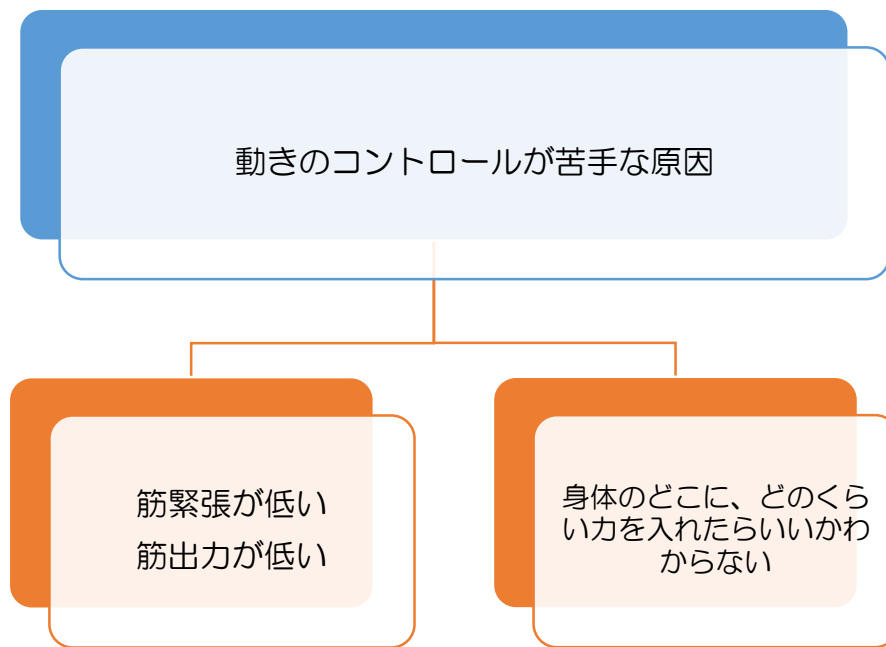 動きのコントロールが苦手な原因
筋緊張が低い
筋出力が低い
身体のどこに、どのくら
い力を入れたらいいかわ
からない